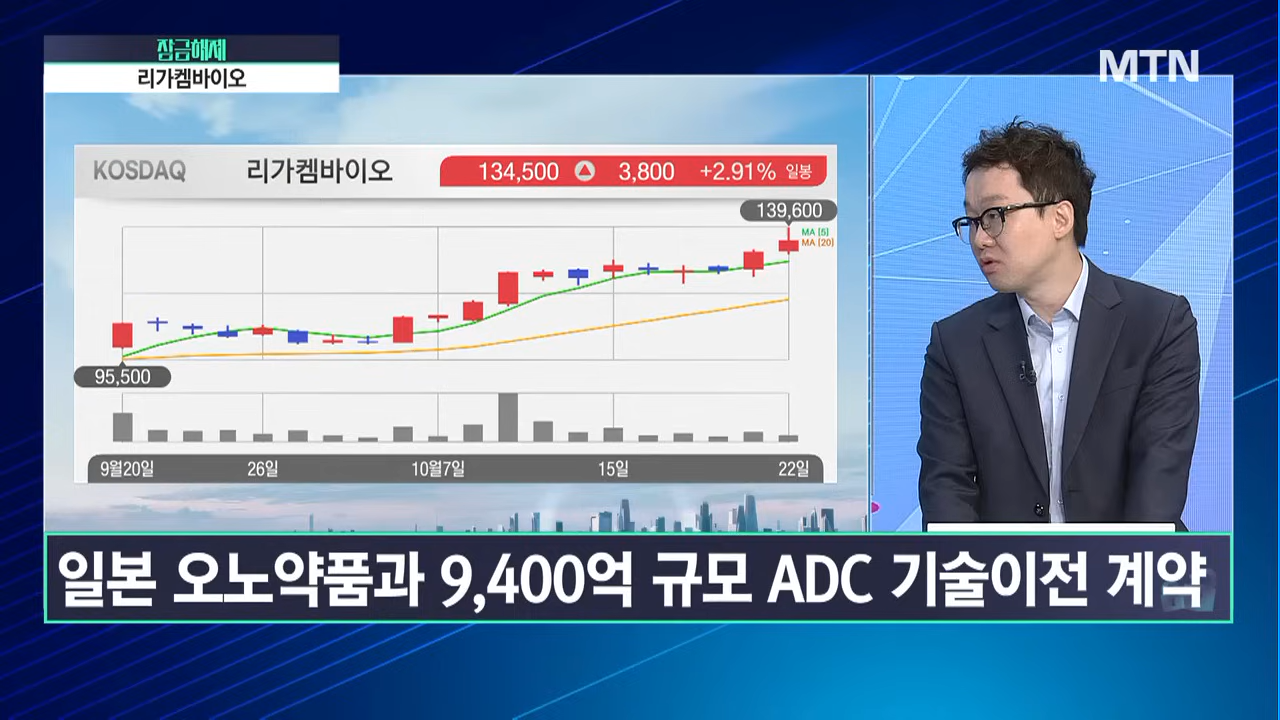 잠금해제
리가켐바이오
MTN
KOSDAQ 리가켐바이오 134,500 3,800 +2.91% 일봉
139,600
MA [5]
MA [20]
95,500
9월20일 26일 10월7일 15일 22일
일본 오노약품과 9,400억 규모 ADC 기술이전 계약